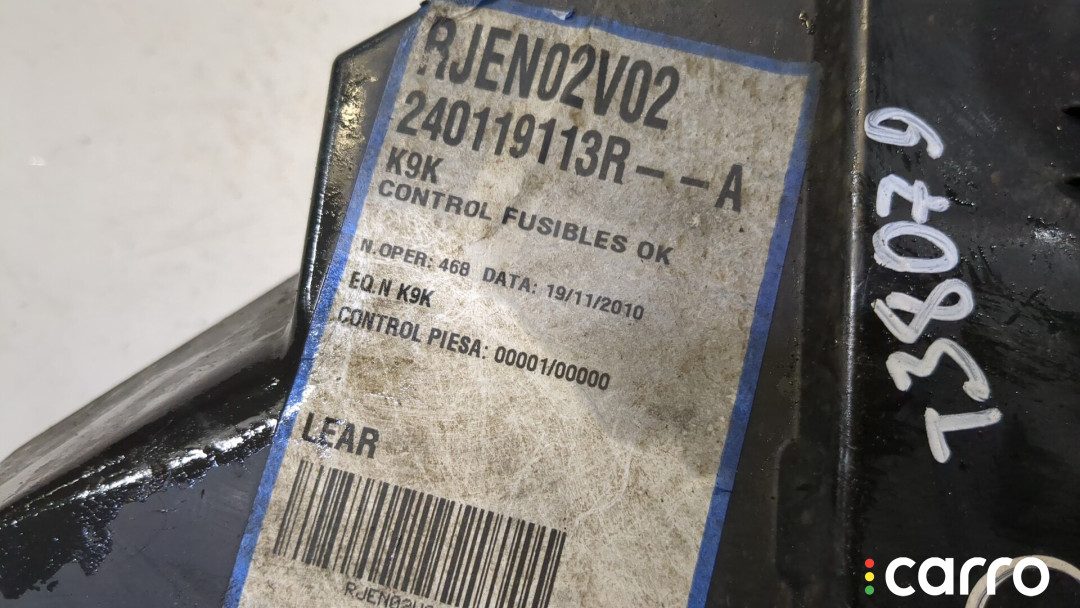 RJEN02V02
240119113R--A
K9K
CONTROL FUSIBLES OK
N.OPER: 468 DATA: 19/11/2010
EQ.N K9K
CONTROL PIESA: 00001/00000
LEAR
T38079
carro